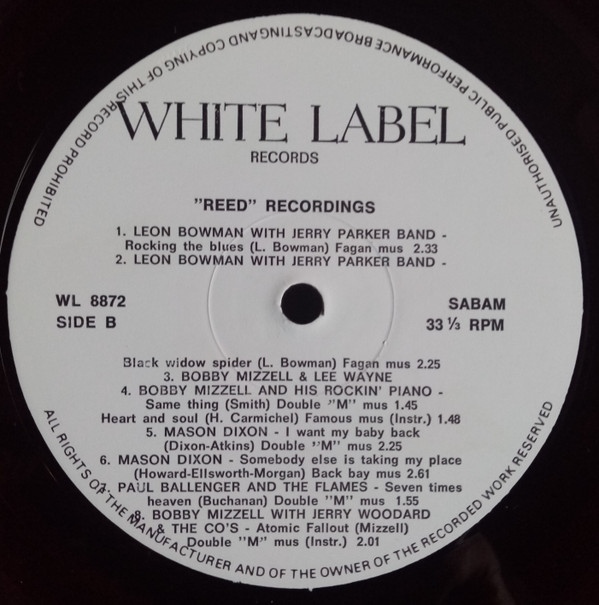 UNAUTHORISED PUBLIC PERFORMANCE BROADCASTING AND COPYING OF THIS RECORD PROHIBITED
WHITE LABEL
RECORDS
"REED" RECORDINGS
1. LEON BOWMAN WITH JERRY PARKER BAND -
Rocking the blues (L. Bowman) Fagan mus 2.33
2. LEON BOWMAN WITH JERRY PARKER BAND -
WL 8872
SIDE B
SABAM
33 1/3 RPM
Black widow spider (L. Bowman) Fagan mus 2.25
3. BOBBY MIZZELL & LEE WAYNE
4. BOBBY MIZZELL AND HIS ROCKIN' PIANO -
Same thing (Smith) Double "M" mus 1.45
Heart and soul (H. Carmichel) Famous mus (Instr.) 1.48
5. MASON DIXON - I want my baby back
(Dixon-Atkins) Double "M" mus 2.25
6. MASON DIXON - Somebody else is taking my place
(Howard-Ellsworth-Morgan) Back bay mus 2.61
7. PAUL BALLENGER AND THE FLAMES - Seven times
heaven (Buchanan) Double "M" mus 1.55
8. BOBBY MIZZELL WITH JERRY WOODARD
& THE CO'S - Atomic Fallout (Mizzell)
Double "M" mus (Instr.) 2.01
ALL RIGHTS OF THE MANUFACTURER AND OF THE OWNER OF THE RECORDED WORK RESERVED